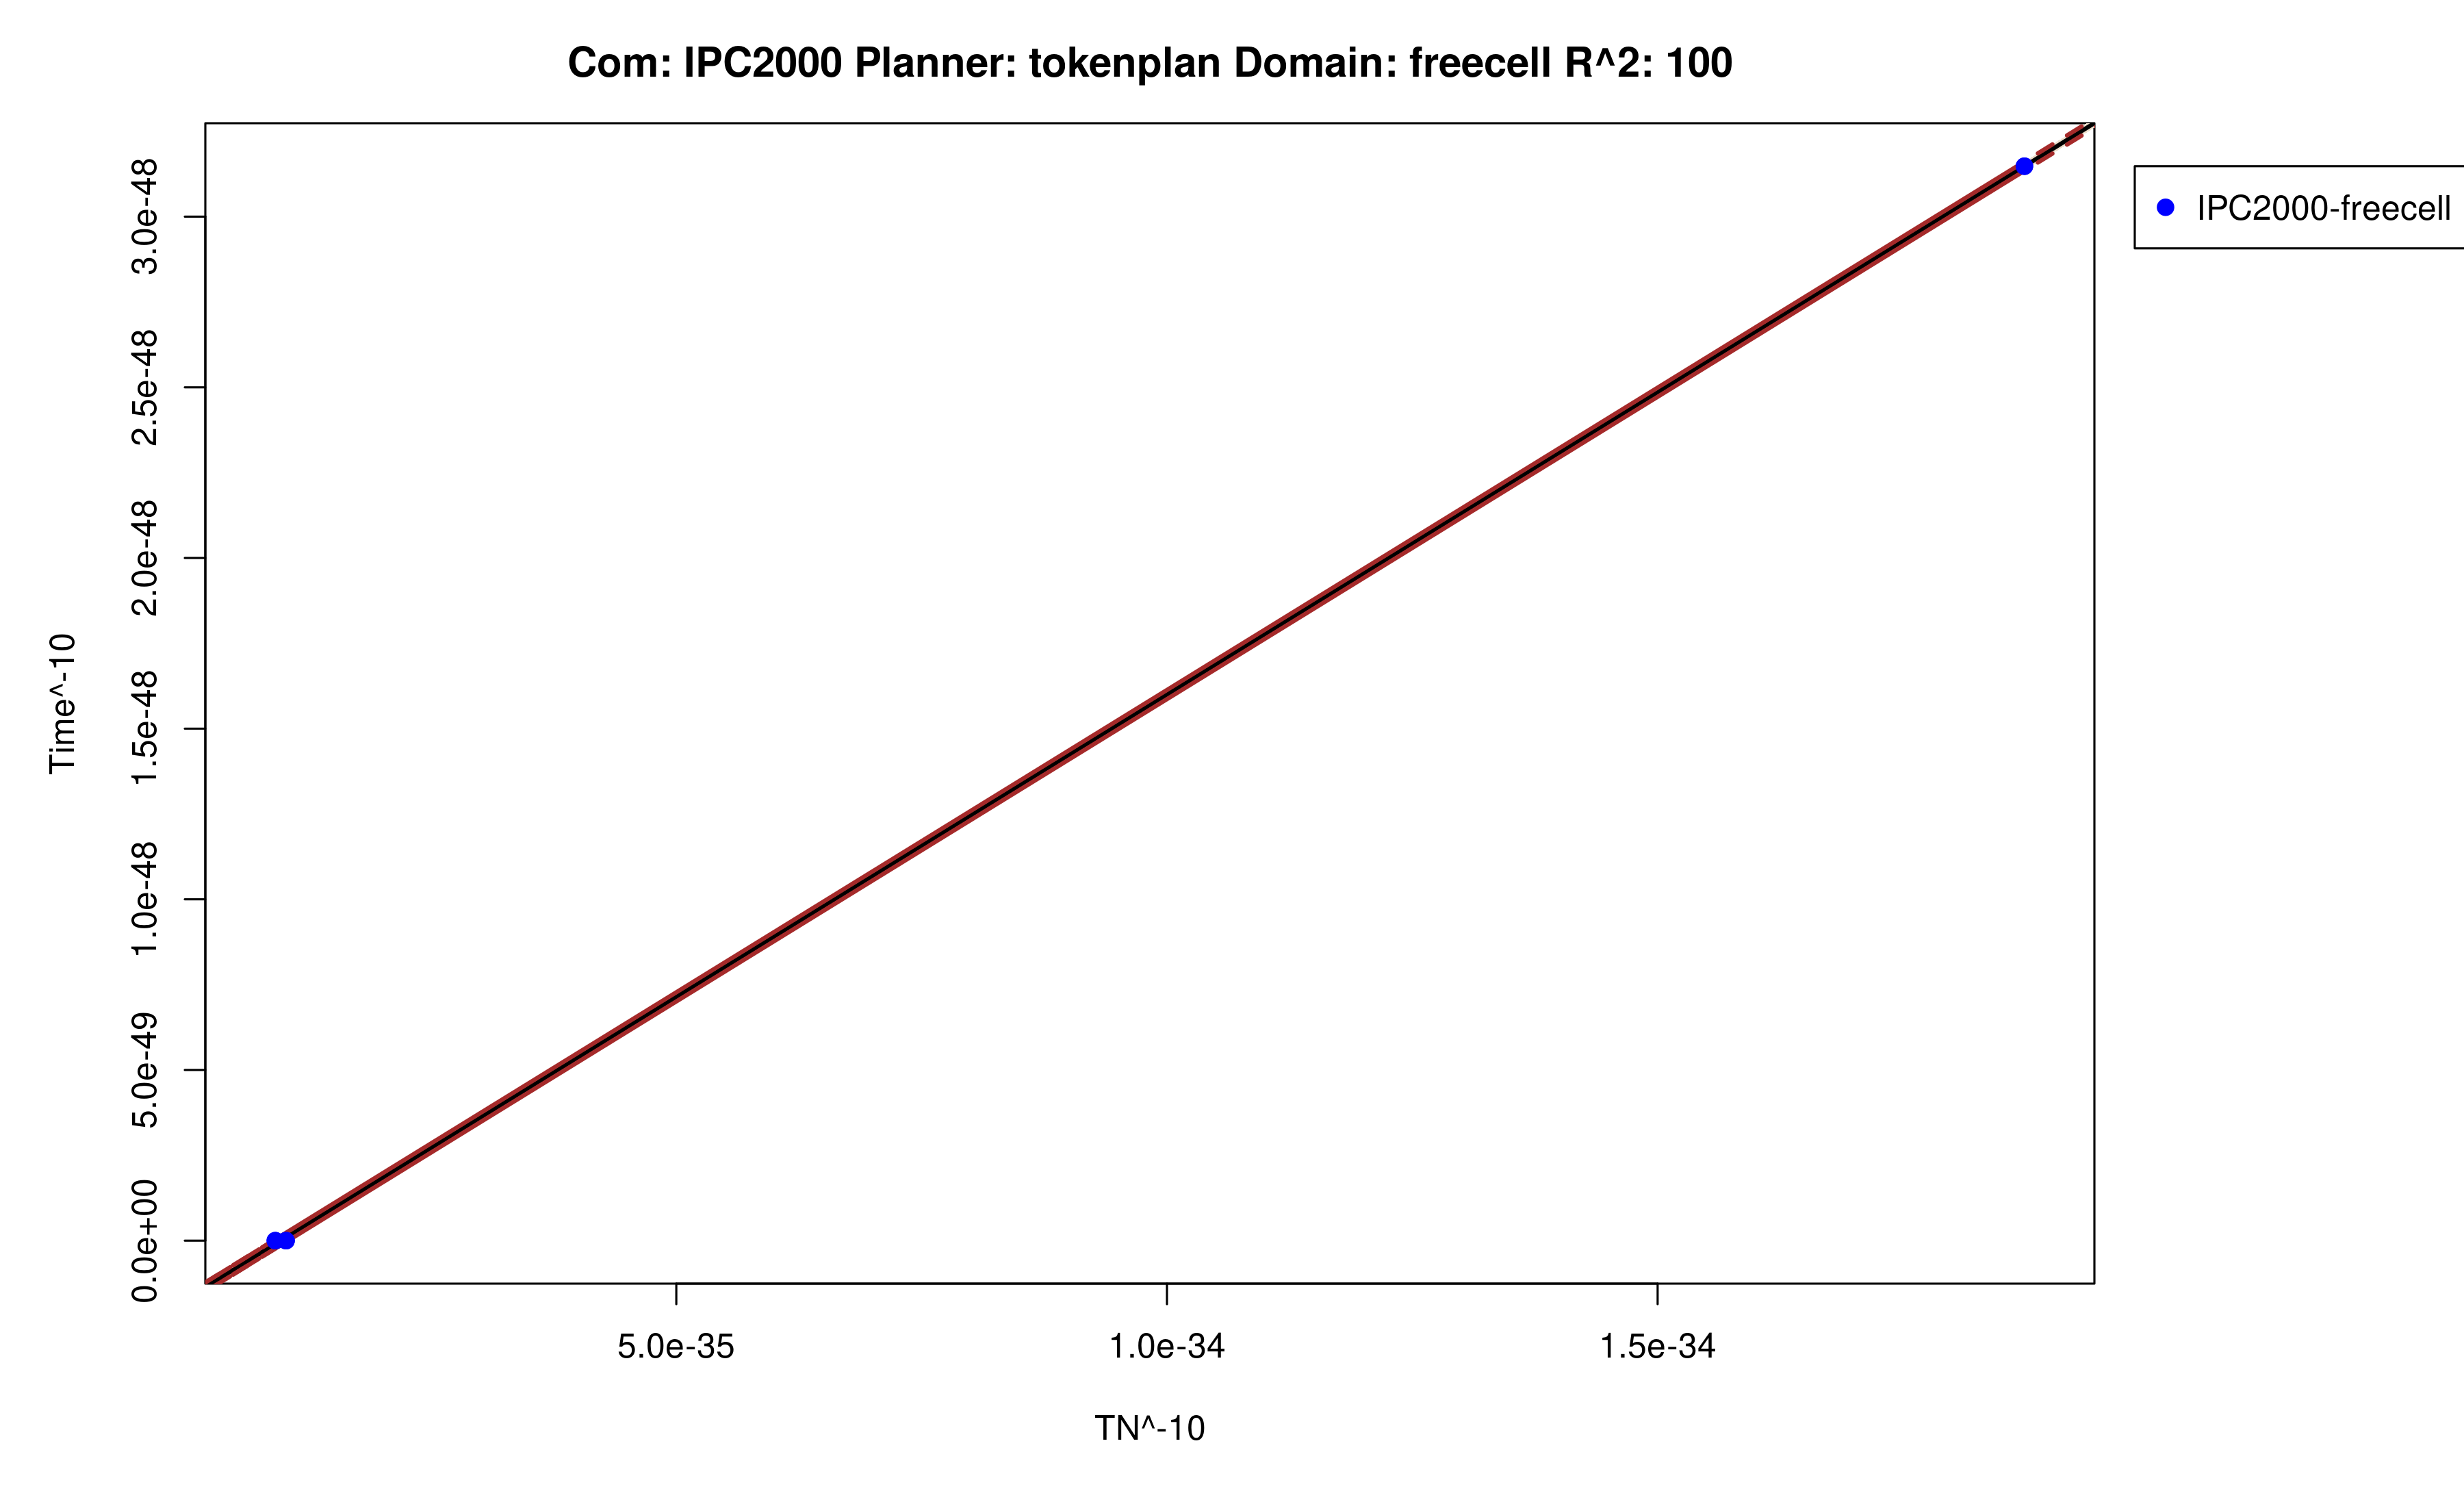 Com: IPC2000 Planner: tokenplan Domain: freecell R^2: 100
IPC2000-freecell
3.0e-48
2.5e-48
2.0e-48
1.5e-48
1.0e-48
5.0e-49
0.0e+00
Time^-10
5.0e-35
1.0e-34
1.5e-34
TN^-10